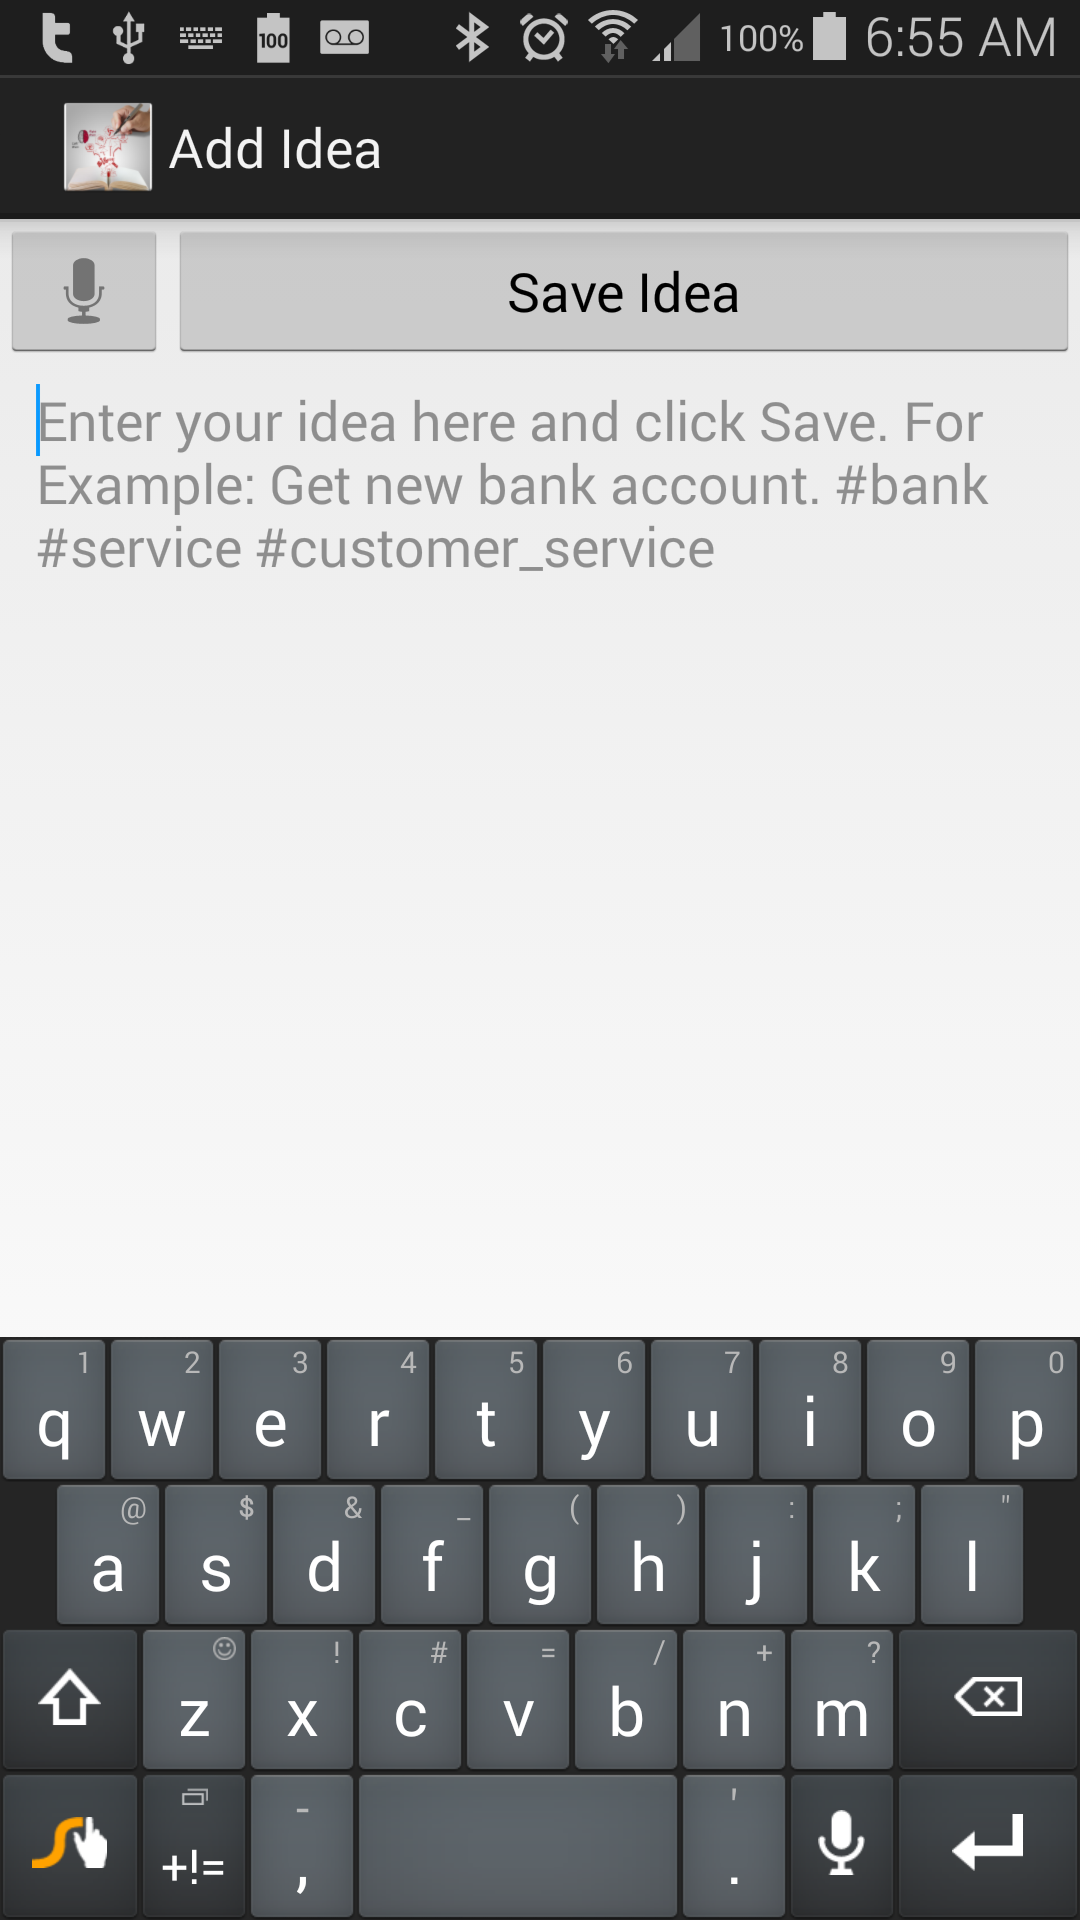 100 100% 6:55 AM
Add Idea
Save Idea
Enter your idea here and click Save. For
Example: Get new bank account. #bank
#service #customer_service
1 2 3 4 5 6 7 8 9 0
q w e r t y u i o p
@ $ & _ ( ) : ; "
a s d f g h j k l
! # = / + ?
z x c v b n m
- '
+!= , .